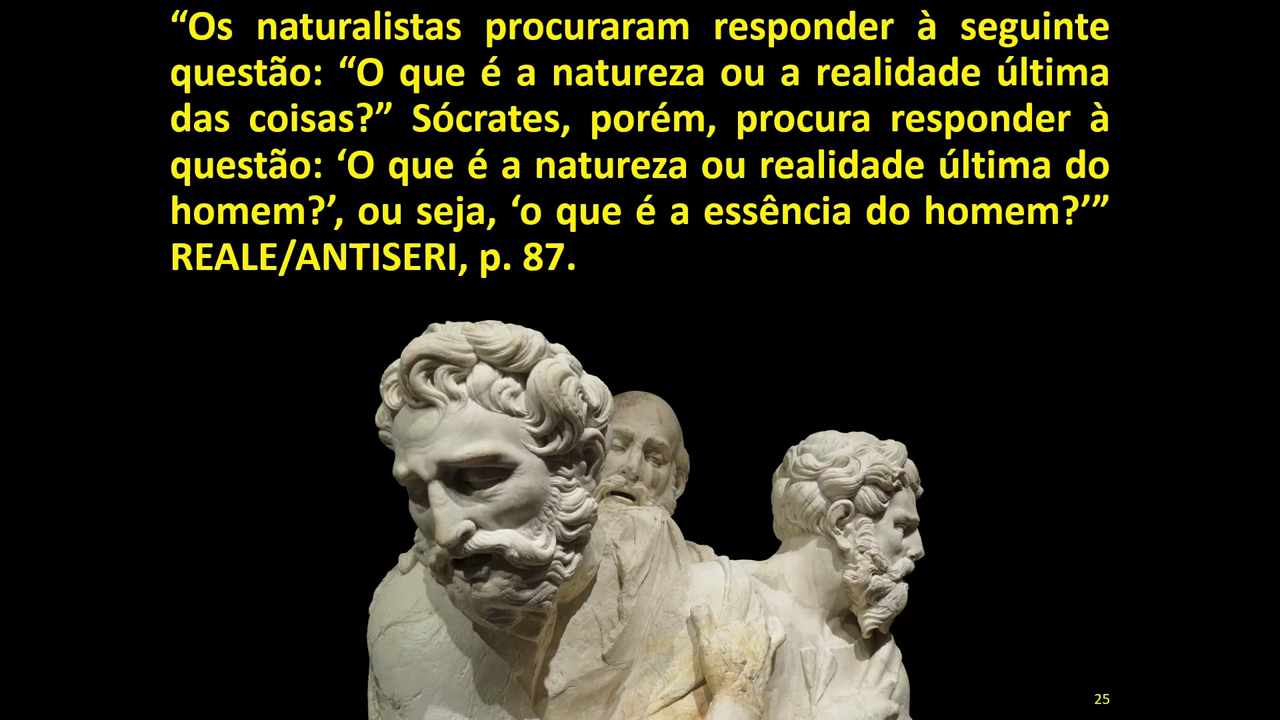 “Os naturalistas procuraram responder à seguinte
questão: “O que é a natureza ou a realidade última
das coisas?” Sócrates, porém, procura responder à
questão: ‘O que é a natureza ou realidade última do
homem?’, ou seja, ‘o que é a essência do homem?’”
REALE/ANTISERI, p. 87.
25